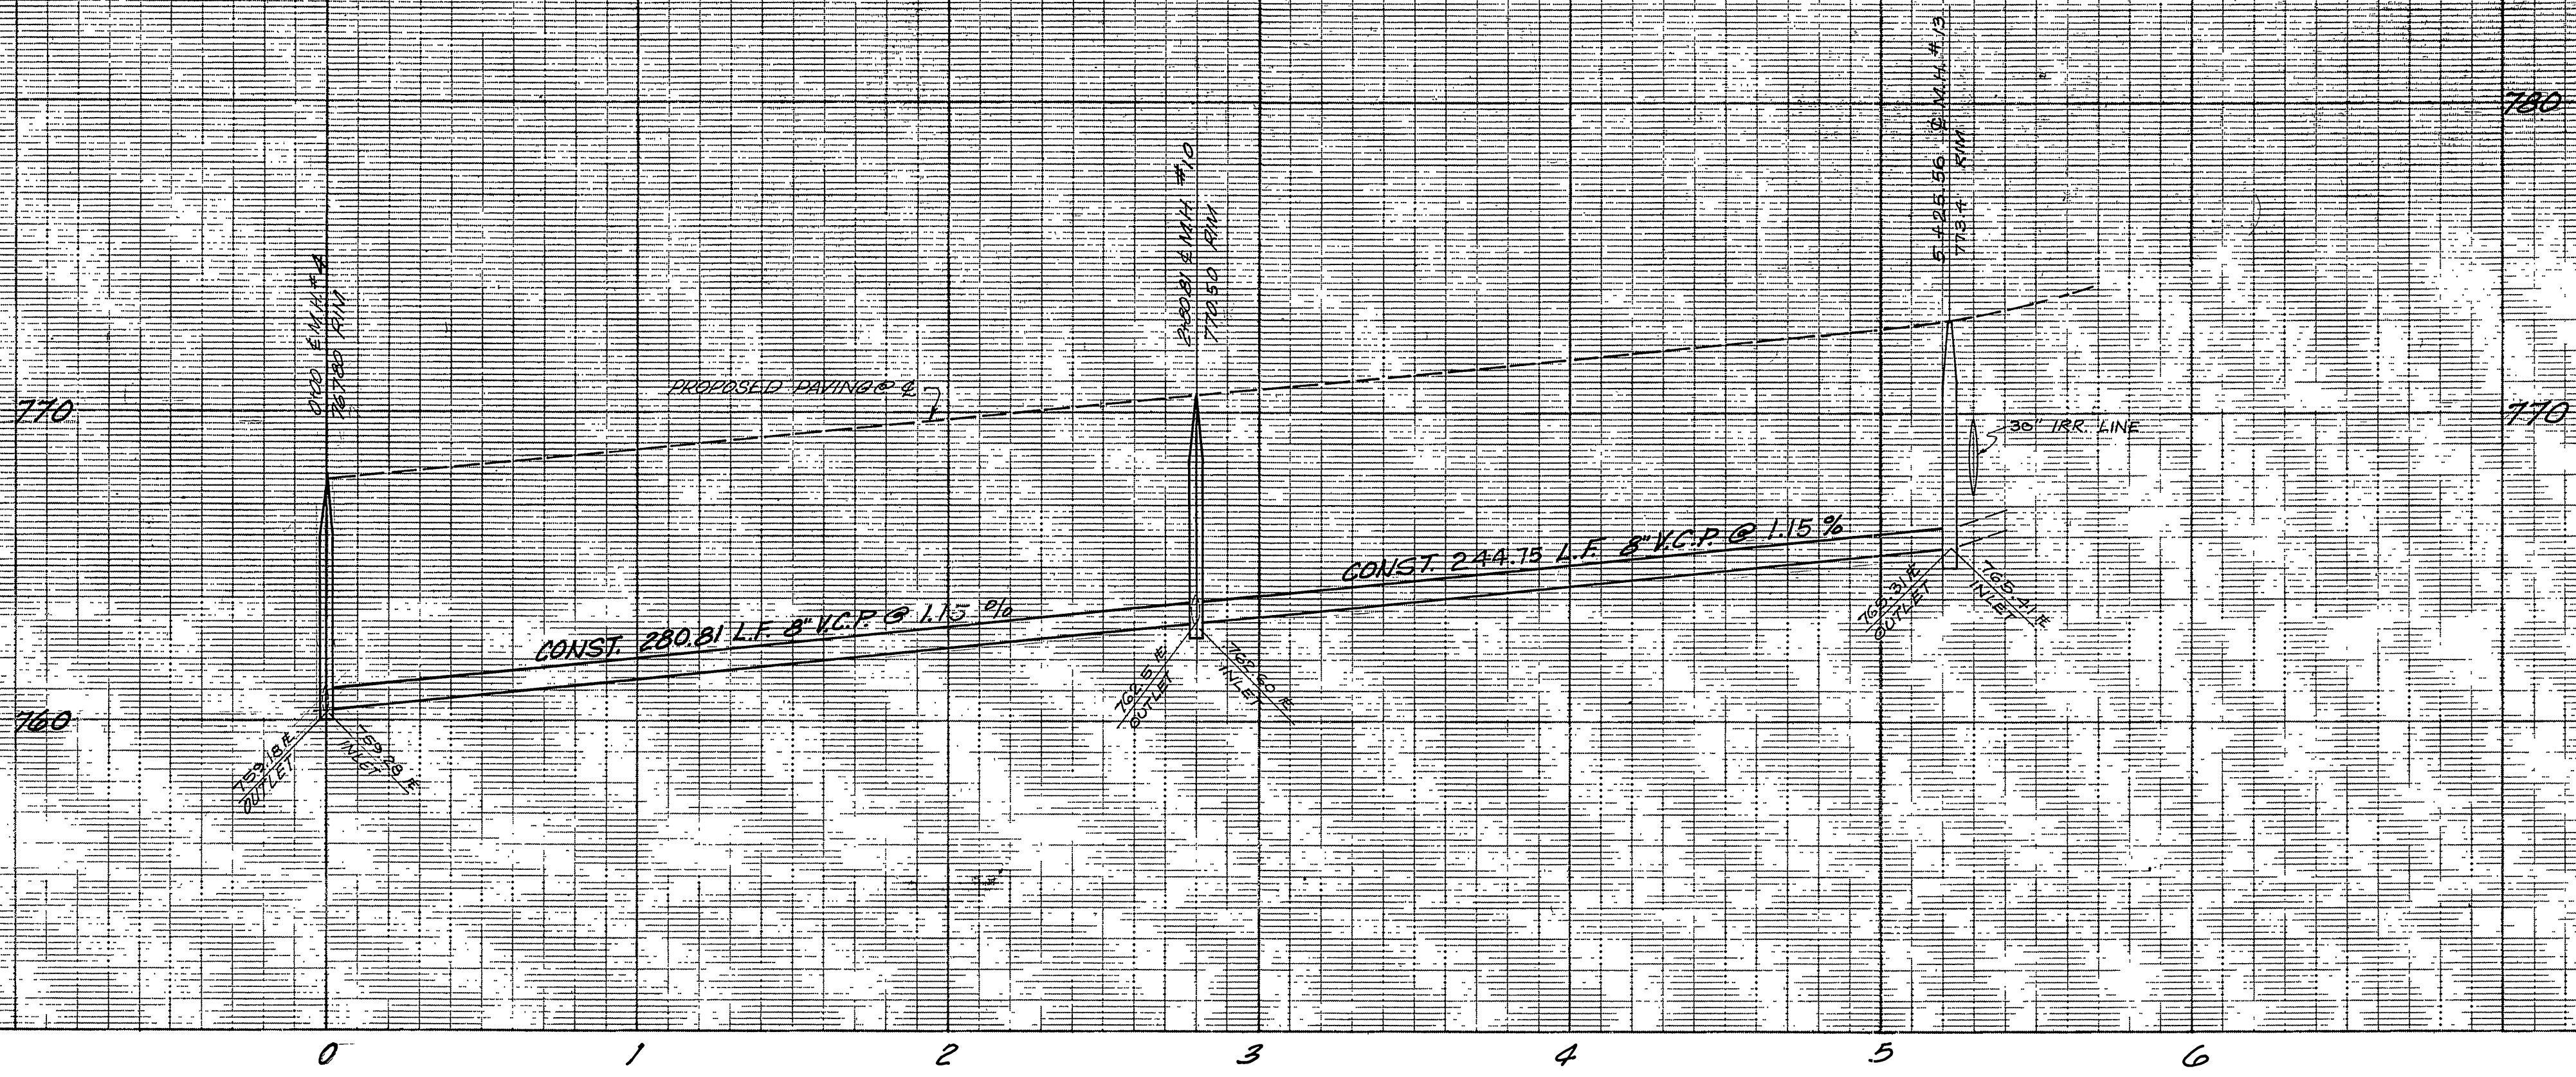 780
780
5+25.56 ℄ M.H. #13
773.4 RIM
2+80.81 ℄ M.H. #10
770.50 RIM
0+00 ℄ M.H. #4
767.80 RIM
PROPOSED PAVING @ ℄
770
770
30" IRR. LINE
CONST. 244.75 L.F. 8" V.C.P. @ 1.15 %
CONST. 280.81 L.F. 8" V.C.P. @ 1.15 %
765.31 IE
OUTLET
765.41 IE
INLET
762.51 IE
OUTLET
762.60 IE
INLET
760
759.18 IE
OUTLET
759.28 IE
INLET
0
1
2
3
4
5
6